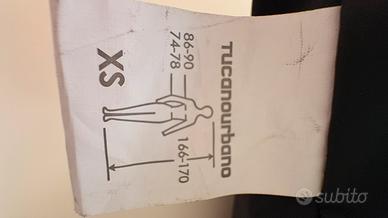 TUCANOURBANO
86-90
74-78
166-170
XS
subito